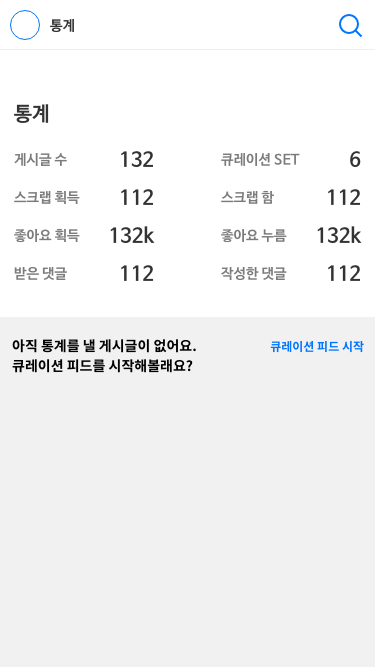 통계
통계
게시글 수 132 큐레이션 SET 6
스크랩 획득 112 스크랩 함 112
좋아요 획득 132k 좋아요 누름 132k
받은 댓글 112 작성한 댓글 112
아직 통계를 낼 게시글이 없어요. 큐레이션 피드 시작
큐레이션 피드를 시작해볼래요?